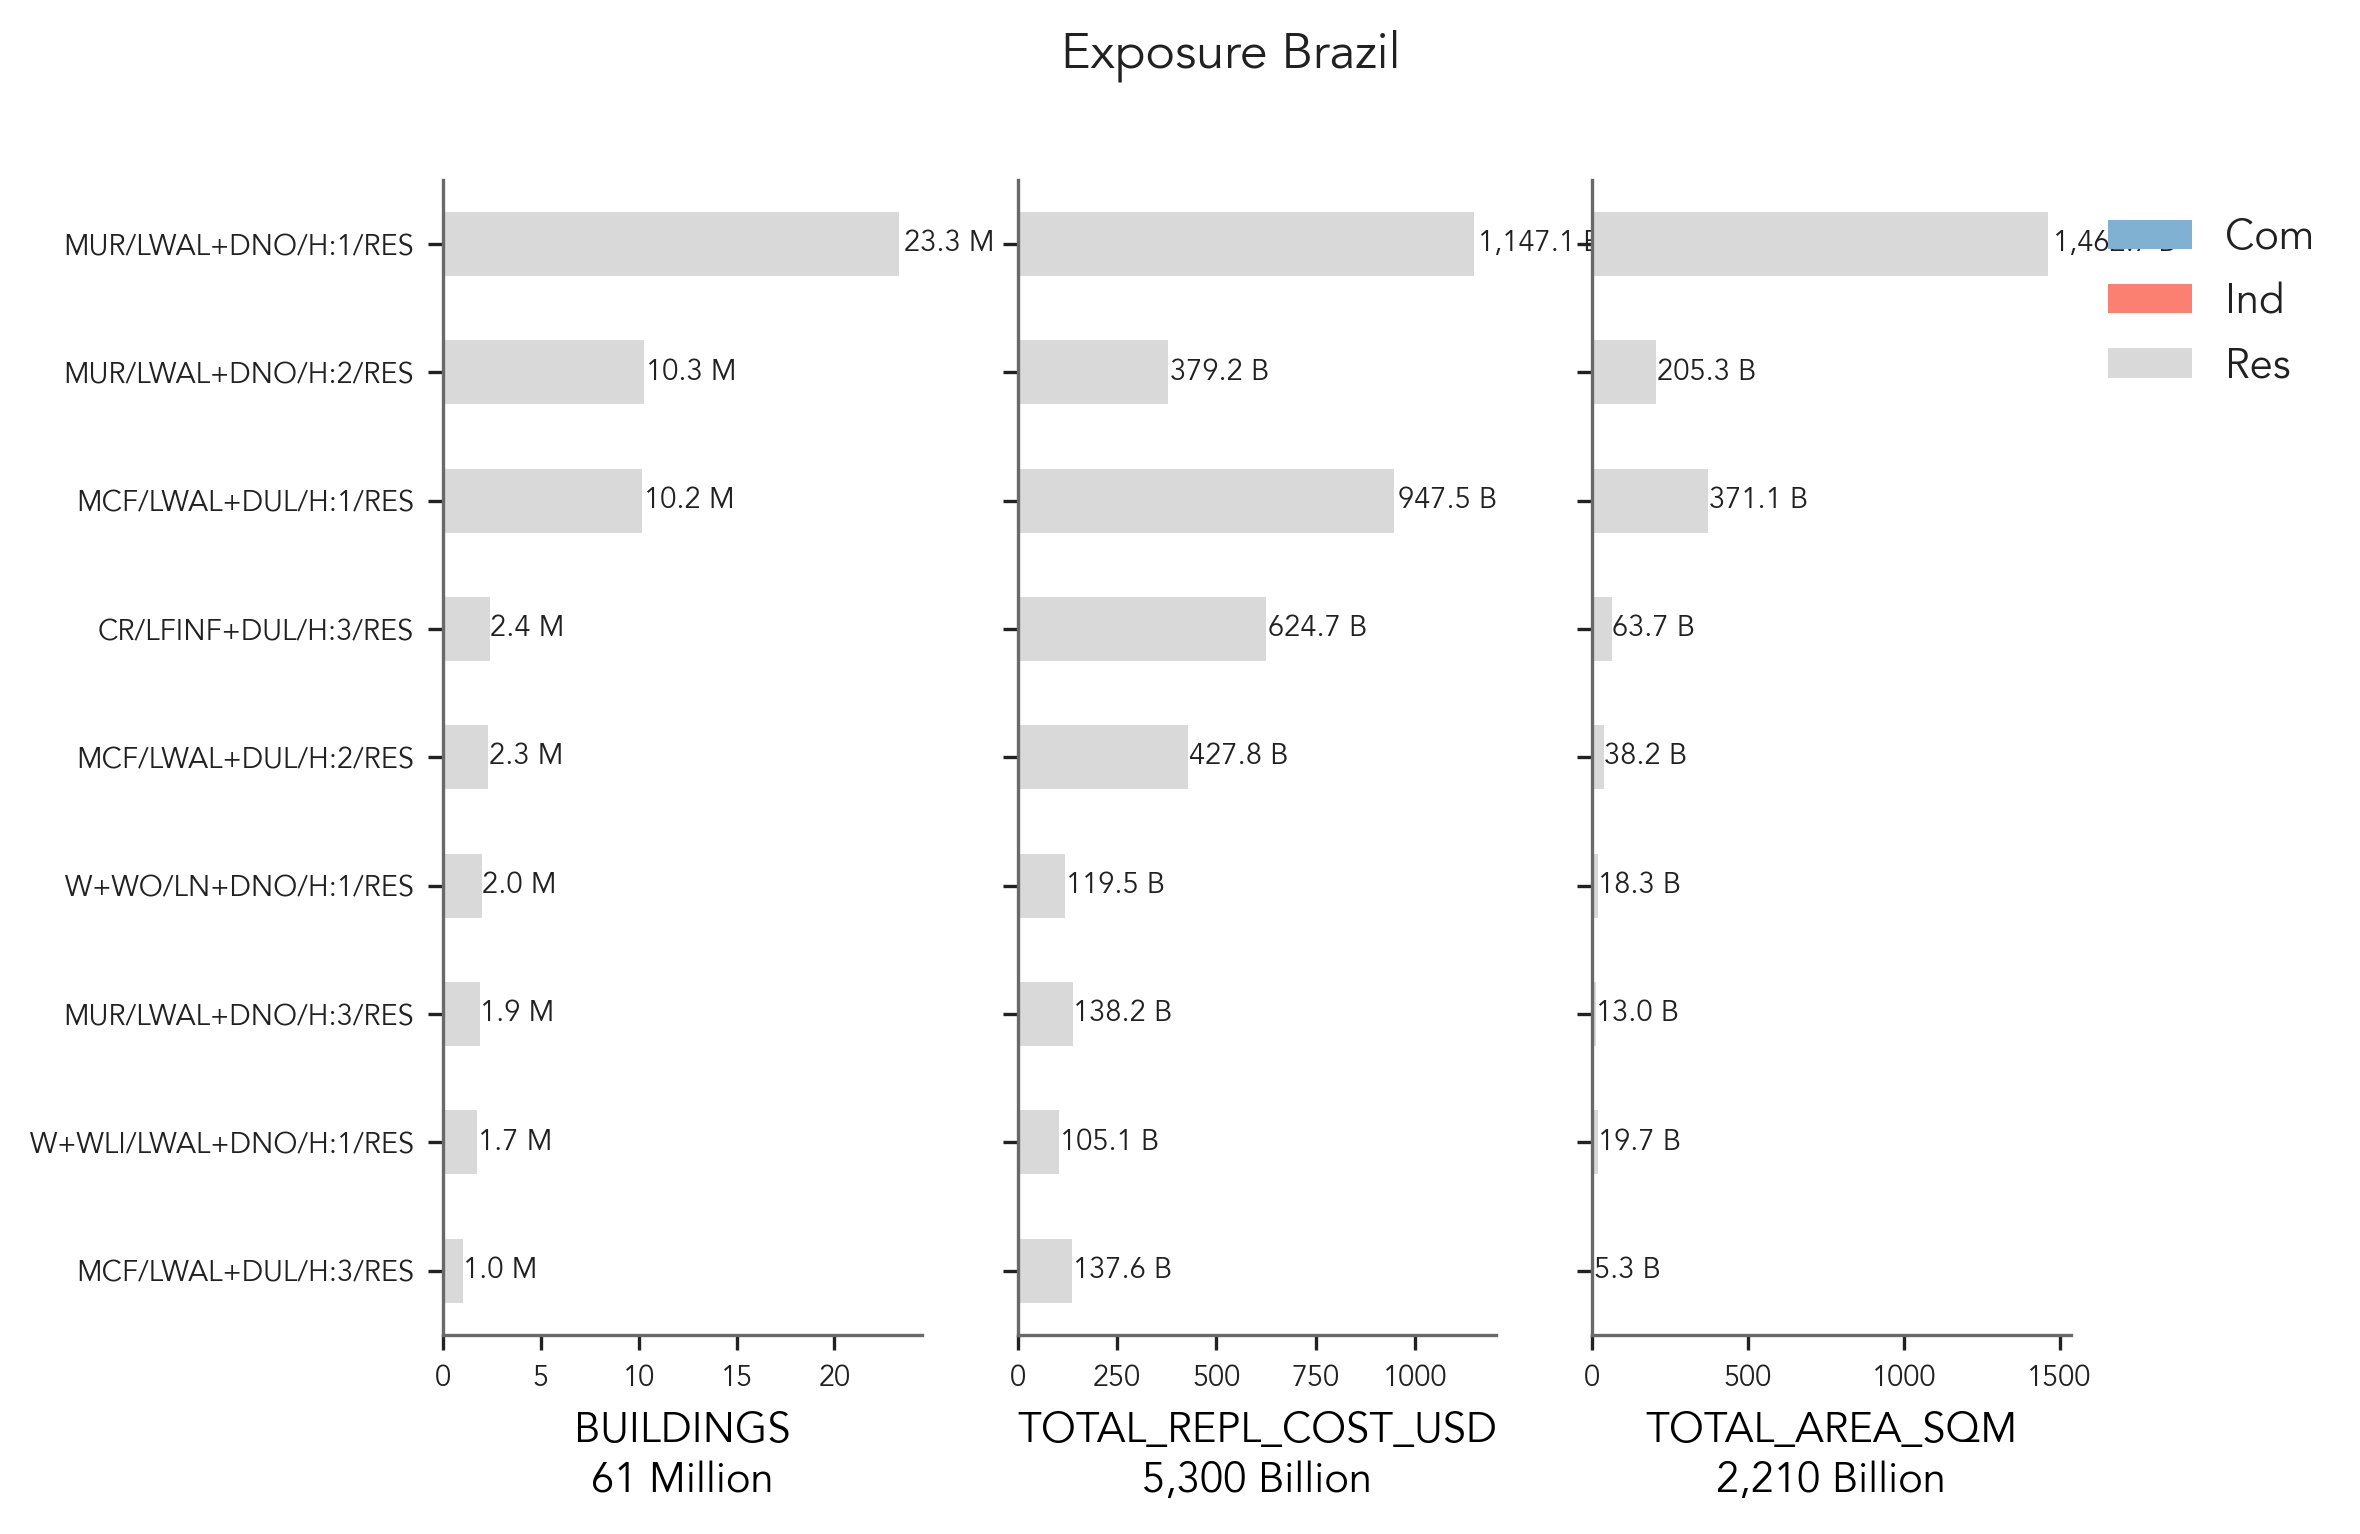 Exposure Brazil
MUR/LWAL+DNO/H:1/RES
23.3 M
1,147.1
Com
MUR/LWAL+DNO/H:2/RES
10.3 M
379.2 B
205.3 B
Ind
Res
MCF/LWAL+DUL/H:1/RES
10.2 M
947.5 B
371.1 B
CR/LFINF+DUL/H:3/RES
2.4 M
624.7 B
63.7 B
MCF/LWAL+DUL/H:2/RES
2.3 M
427.8 B
38.2 B
W+WO/LN+DNO/H:1/RES
2.0 M
119.5 B
18.3 B
MUR/LWAL+DNO/H:3/RES
1.9 M
138.2 B
13.0 B
W+WLI/LWAL+DNO/H:1/RES
1.7 M
105.1 B
19.7 B
MCF/LWAL+DUL/H:3/RES
1.0 M
137.6 B
5.3 B
0 5 10 15 20
0 250 500 750 1000
0 500 1000 1500
BUILDINGS
61 Million
TOTAL_REPL_COST_USD
5,300 Billion
TOTAL_AREA_SQM
2,210 Billion